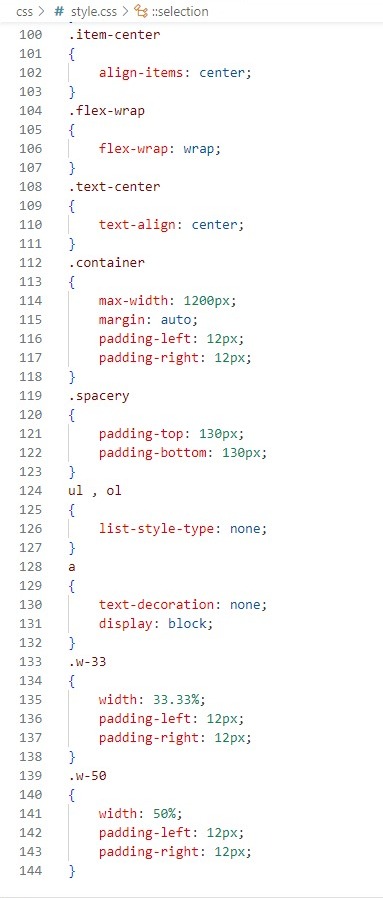 css > # style.css > ::selection
100 .item-center
101 {
102 align-items: center;
103 }
104 .flex-wrap
105 {
106 flex-wrap: wrap;
107 }
108 .text-center
109 {
110 text-align: center;
111 }
112 .container
113 {
114 max-width: 1200px;
115 margin: auto;
116 padding-left: 12px;
117 padding-right: 12px;
118 }
119 .spacery
120 {
121 padding-top: 130px;
122 padding-bottom: 130px;
123 }
124 ul , ol
125 {
126 list-style-type: none;
127 }
128 a
129 {
130 text-decoration: none;
131 display: block;
132 }
133 .w-33
134 {
135 width: 33.33%;
136 padding-left: 12px;
137 padding-right: 12px;
138 }
139 .w-50
140 {
141 width: 50%;
142 padding-left: 12px;
143 padding-right: 12px;
144 }